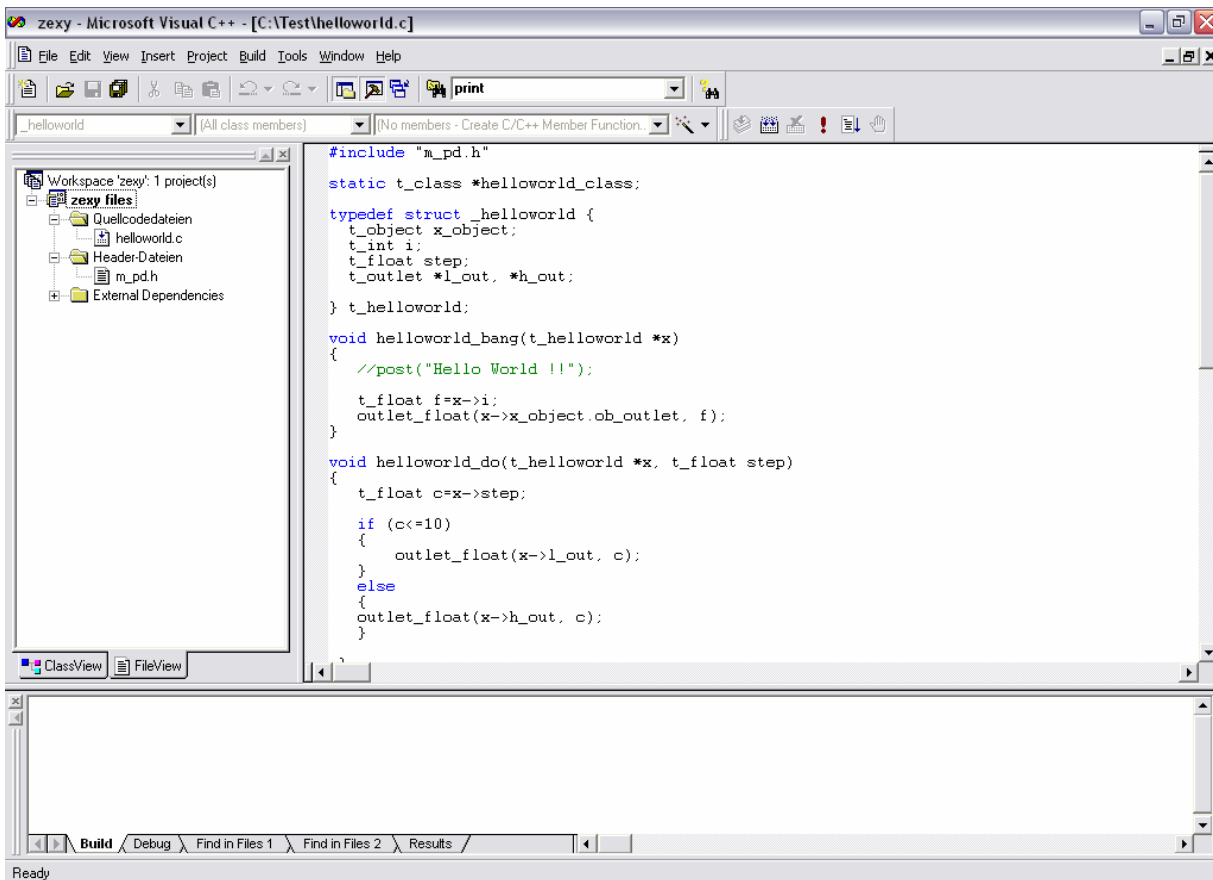 zexy - Microsoft Visual C++ - [C:\Test\helloworld.c]
File Edit View Insert Project Build Tools Window Help
print
_helloworld
(All class members)
(No members - Create C/C++ Member Function..
Workspace 'zexy': 1 project(s)
zexy files
Quellcodedateien
helloworld.c
Header-Dateien
m_pd.h
External Dependencies
ClassView
FileView
#include "m_pd.h"
static t_class *helloworld_class;
typedef struct _helloworld {
t_object x_object;
t_int i;
t_float step;
t_outlet *l_out, *h_out;
} t_helloworld;
void helloworld_bang(t_helloworld *x)
{
//post("Hello World !!");
t_float f=x->i;
outlet_float(x->x_object.ob_outlet, f);
}
void helloworld_do(t_helloworld *x, t_float step)
{
t_float c=x->step;
if (c<=10)
{
outlet_float(x->l_out, c);
}
else
{
outlet_float(x->h_out, c);
}
Build Debug Find in Files 1 Find in Files 2 Results
Ready